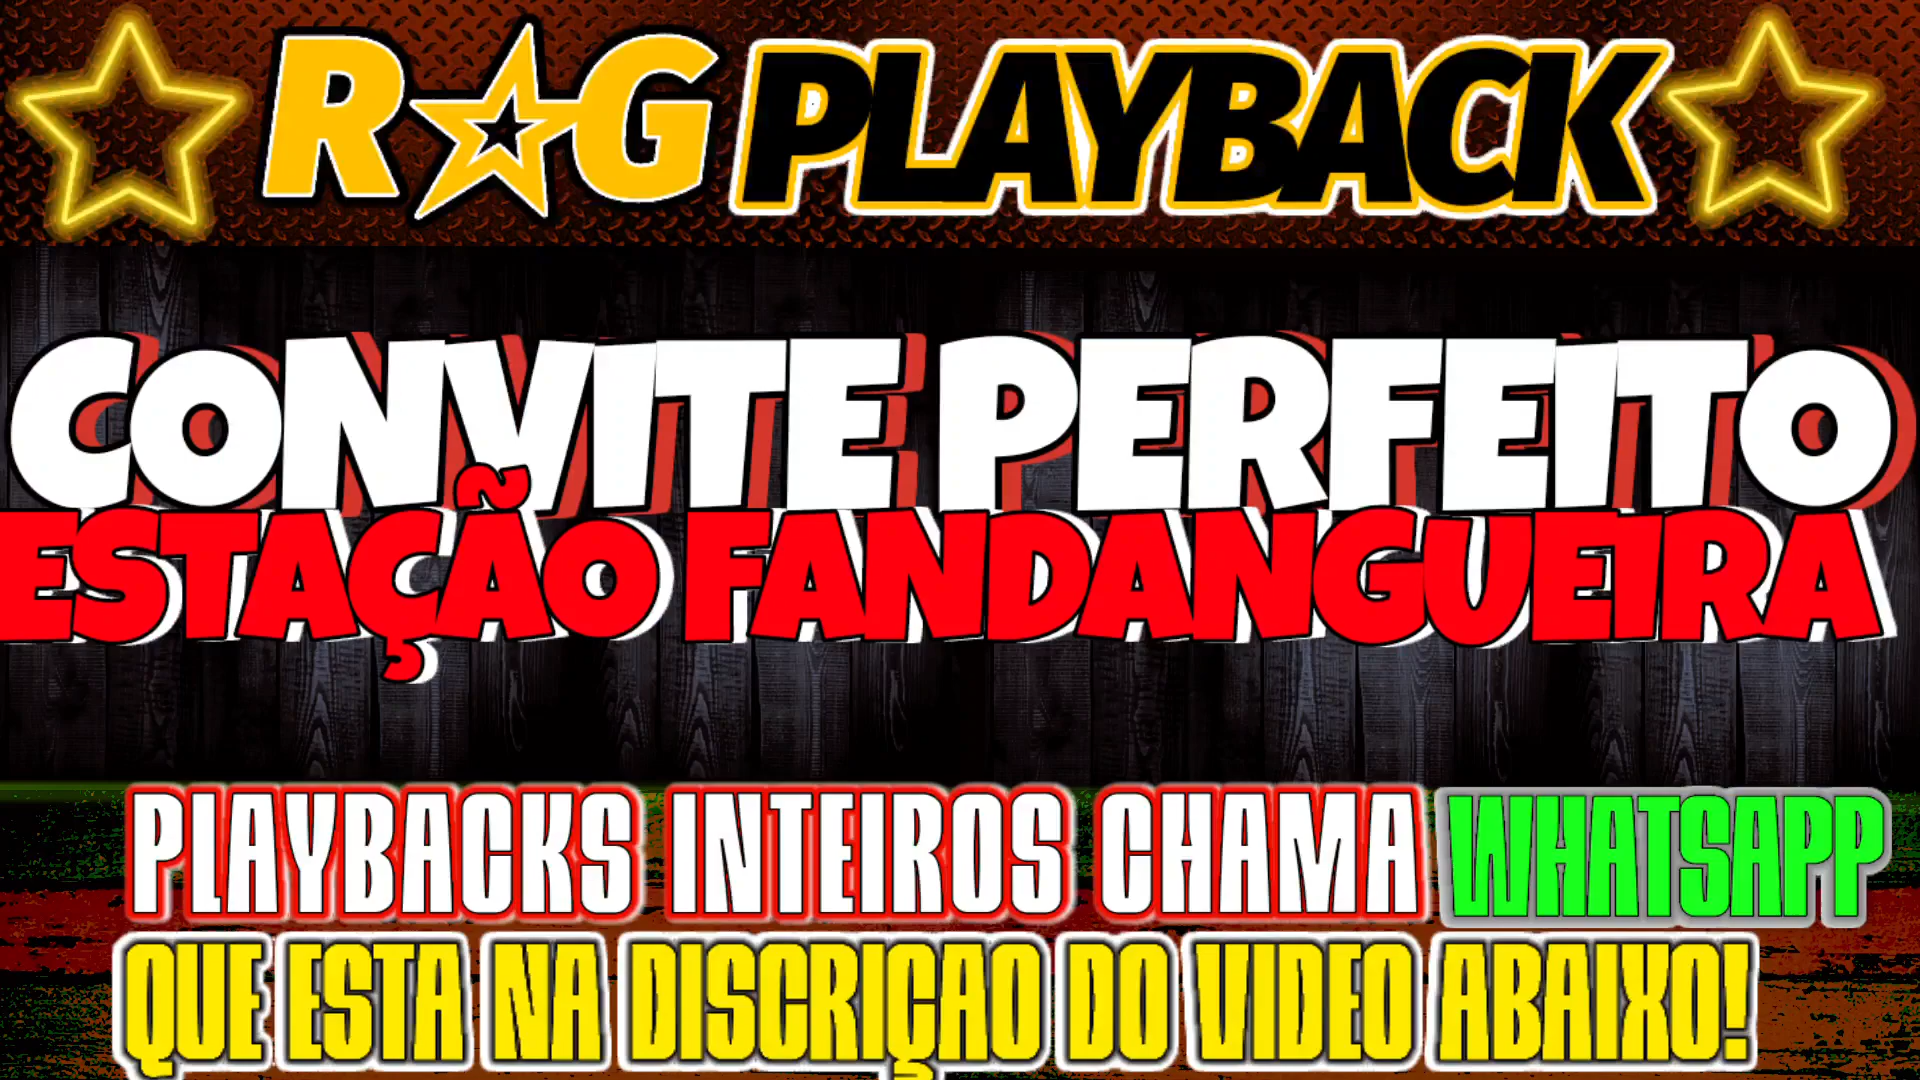 R☆G PLAYBACK
CONVITE PERFEITO
ESTAÇÃO FANDANGUEIRA
PLAYBACKS INTEIROS CHAMA WHATSAPP
QUE ESTA NA DISCRIÇAO DO VIDEO ABAIXO!